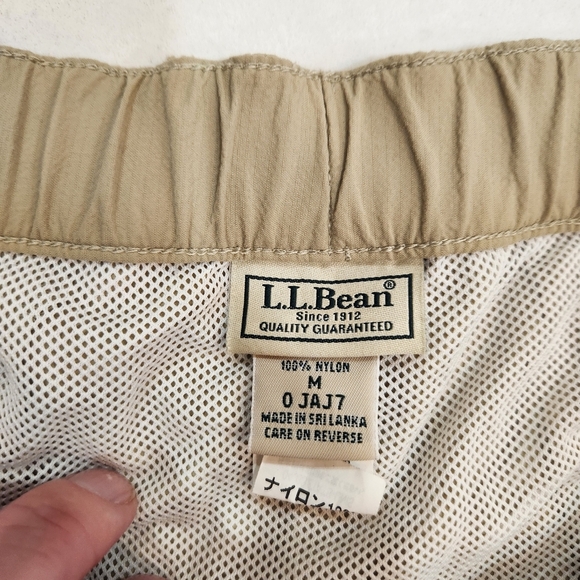 L.L.Bean®
Since 1912
QUALITY GUARANTEED
100% NYLON
M
0 JAJ7
MADE IN SRI LANKA
CARE ON REVERSE
ナイロン